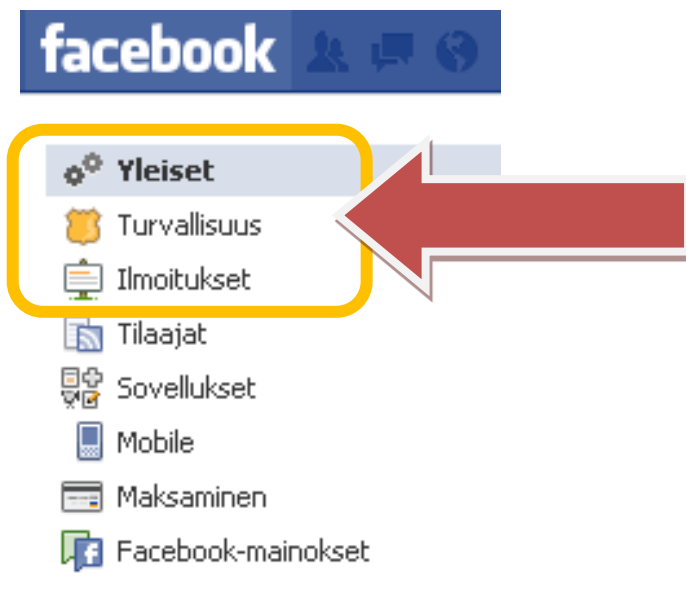 facebook
Yleiset
Turvallisuus
Ilmoitukset
Tilaajat
Sovellukset
Mobile
Maksaminen
Facebook-mainokset